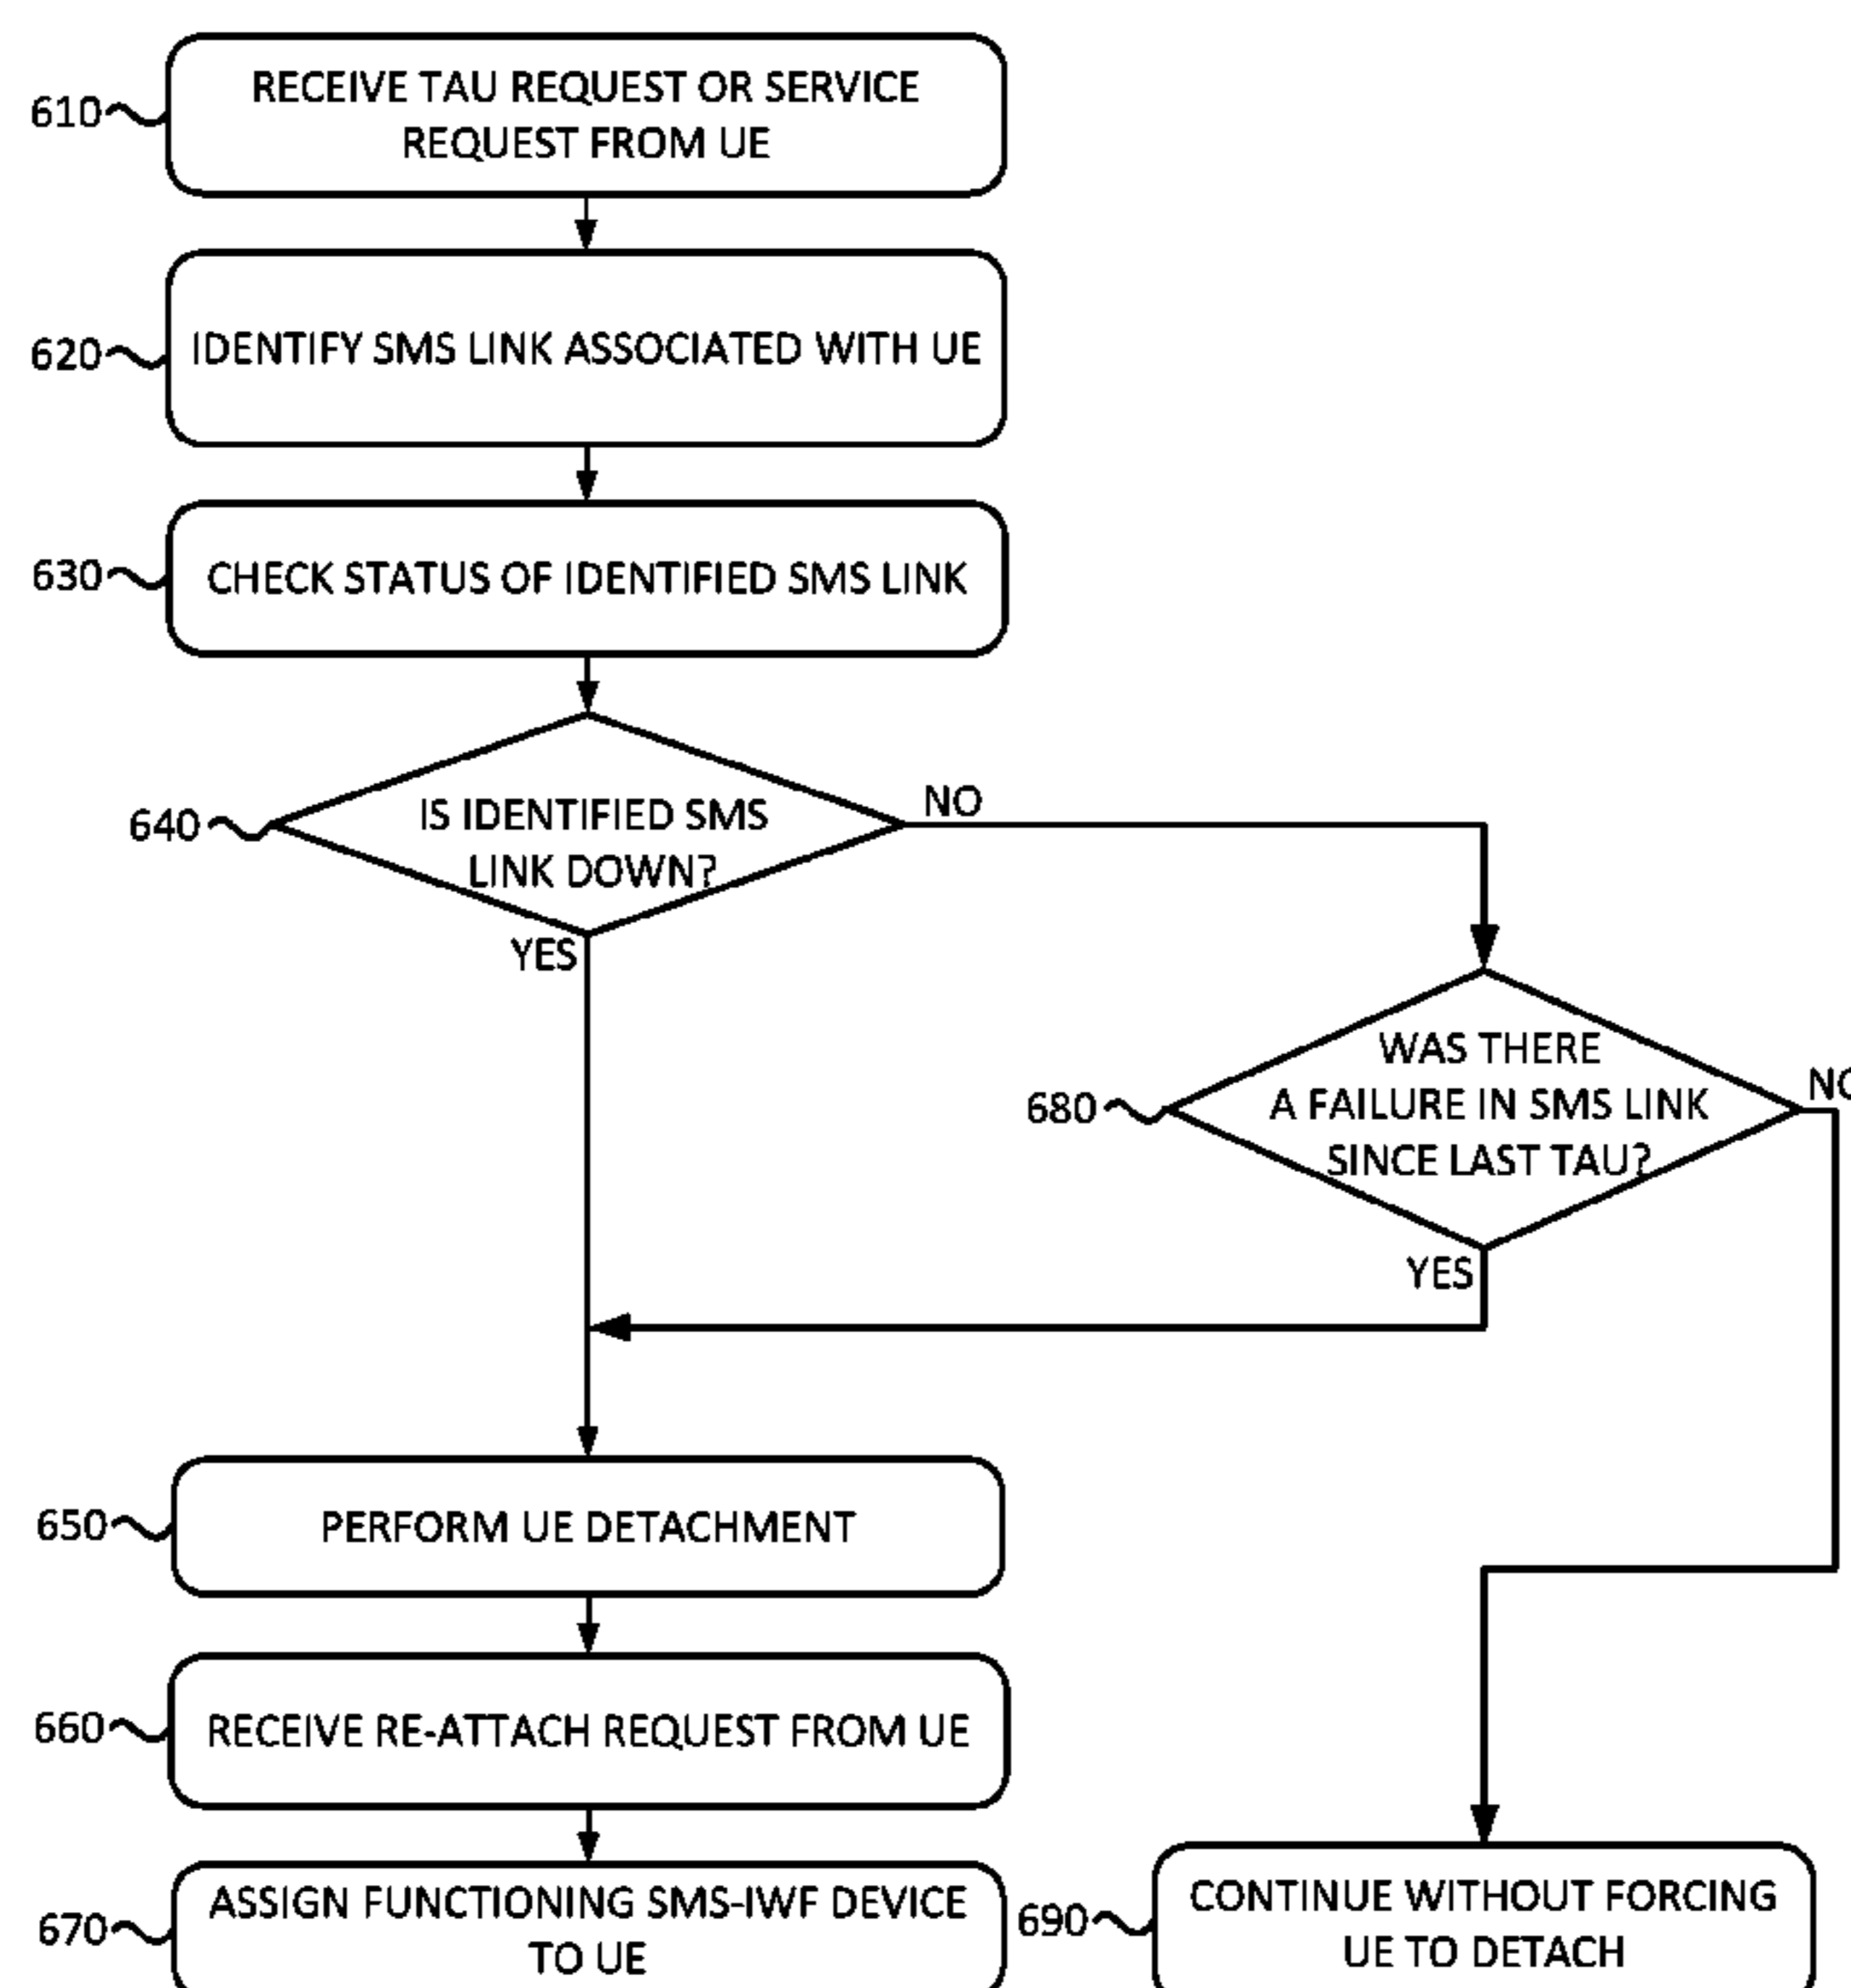 610
RECEIVE TAU REQUEST OR SERVICE
REQUEST FROM UE
620
IDENTIFY SMS LINK ASSOCIATED WITH UE
630
CHECK STATUS OF IDENTIFIED SMS LINK
640
IS IDENTIFIED SMS
LINK DOWN?
NO
YES
680
WAS THERE
A FAILURE IN SMS LINK
SINCE LAST TAU?
NO
YES
650
PERFORM UE DETACHMENT
660
RECEIVE RE-ATTACH REQUEST FROM UE
670
ASSIGN FUNCTIONING SMS-IWF DEVICE
TO UE
690
CONTINUE WITHOUT FORCING
UE TO DETACH